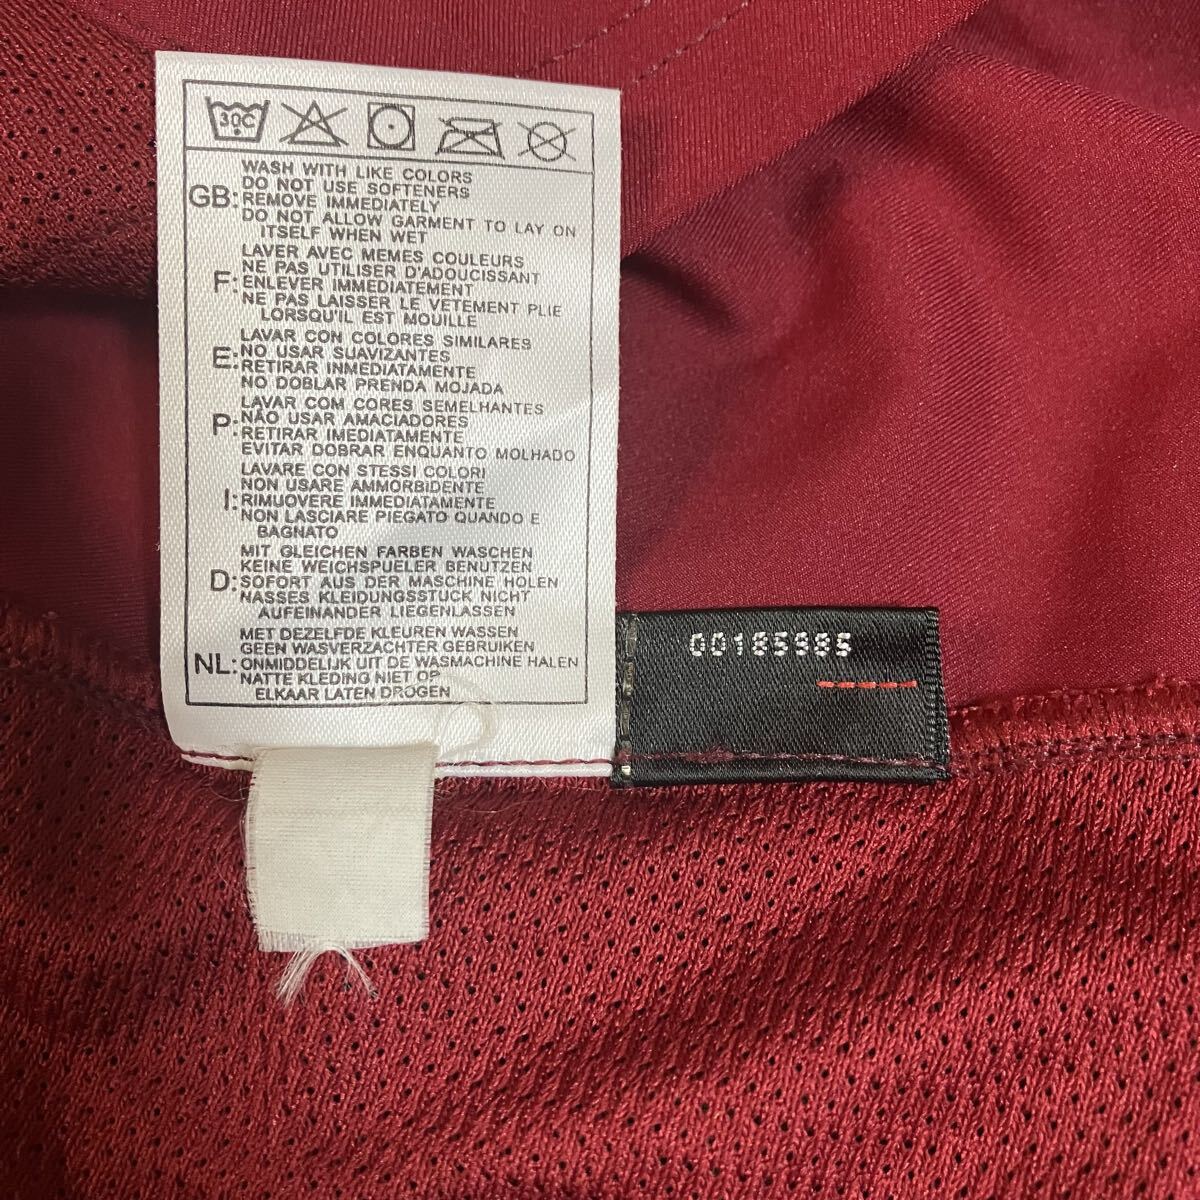 30C
GB: WASH WITH LIKE COLORS
DO NOT USE SOFTENERS
REMOVE IMMEDIATELY
DO NOT ALLOW GARMENT TO LAY ON
ITSELF WHEN WET
F: LAVER AVEC MEMES COULEURS
NE PAS UTILISER D'ADOUCISSANT
ENLEVER IMMEDIATEMENT
NE PAS LAISSER LE VETEMENT PLIE
LORSQU'IL EST MOUILLE
E: LAVAR CON COLORES SIMILARES
NO USAR SUAVIZANTES
RETIRAR INMEDIATAMENTE
NO DOBLAR PRENDA MOJADA
P: LAVAR COM CORES SEMELHANTES
NÃO USAR AMACIADORES
RETIRAR IMEDIATAMENTE
EVITAR DOBRAR ENQUANTO MOLHADO
I: LAVARE CON STESSI COLORI
NON USARE AMMORBIDENTE
RIMUOVERE IMMEDIATAMENTE
NON LASCIARE PIEGATO QUANDO E
BAGNATO
D: MIT GLEICHEN FARBEN WASCHEN
KEINE WEICHSPUELER BENUTZEN
SOFORT AUS DER MASCHINE HOLEN
NASSES KLEIDUNGSSTUCK NICHT
AUFEINANDER LIEGENLASSEN
NL: MET DEZELFDE KLEUREN WASSEN
GEEN WASVERZACHTER GEBRUIKEN
ONMIDDELIJK UIT DE WASMACHINE HALEN
NATTE KLEDING NIET OP
ELKAAR LATEN DROGEN